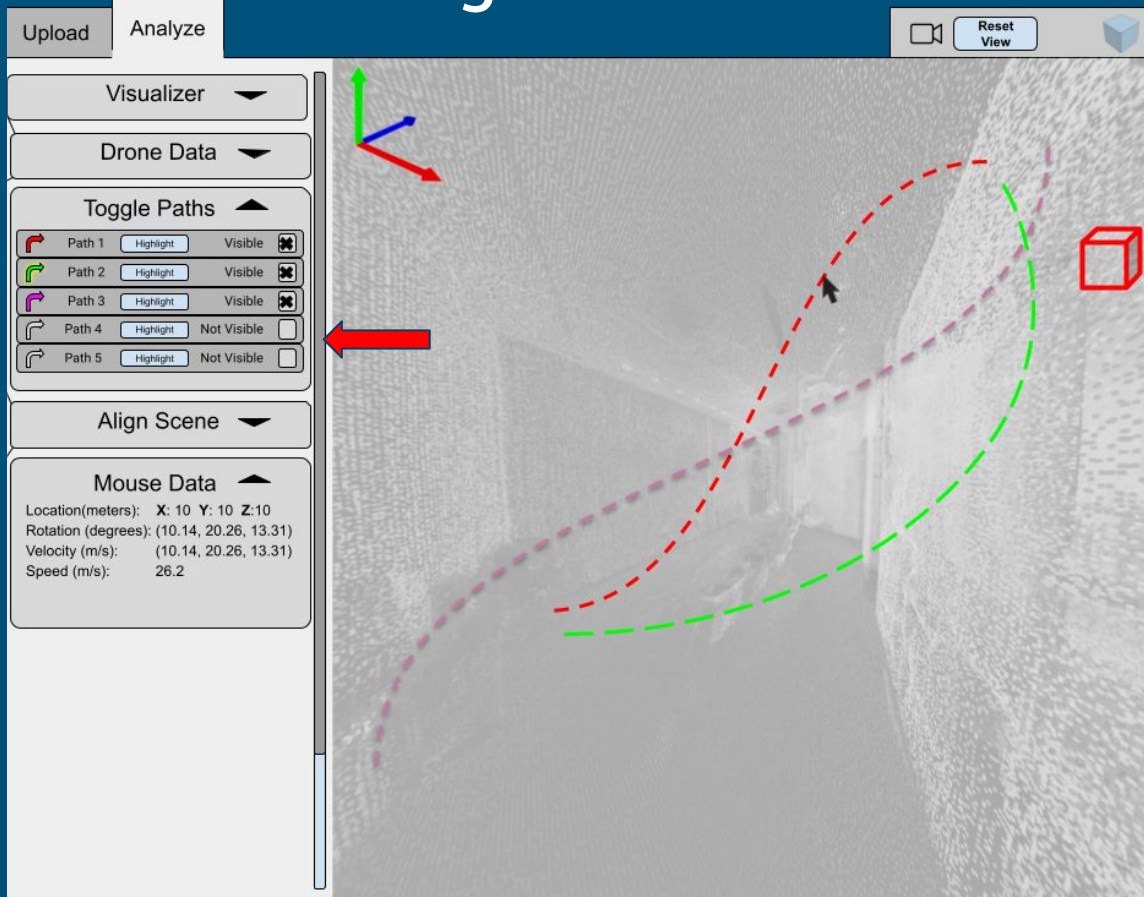 Upload
Analyze
Reset
View
Visualizer
Drone Data
Toggle Paths
Path 1 Highlight Visible
Path 2 Highlight Visible
Path 3 Highlight Visible
Path 4 Highlight Not Visible
Path 5 Highlight Not Visible
Align Scene
Mouse Data
Location(meters): X: 10 Y: 10 Z:10
Rotation (degrees): (10.14, 20.26, 13.31)
Velocity (m/s): (10.14, 20.26, 13.31)
Speed (m/s): 26.2